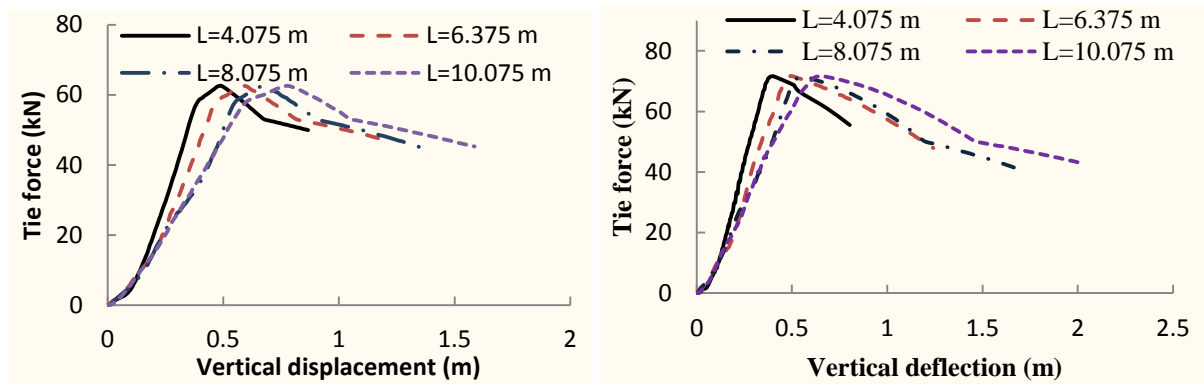 80
60
40
20
0
Tie force (kN)
L=4.075 m
L=6.375 m
L=8.075 m
L=10.075 m
0 0.5 1 1.5 2
Vertical displacement (m)
100
80
60
40
20
0
Tie force (kN)
L=4.075 m
L=6.375 m
L=8.075 m
L=10.075 m
0 0.5 1 1.5 2 2.5
Vertical deflection (m)